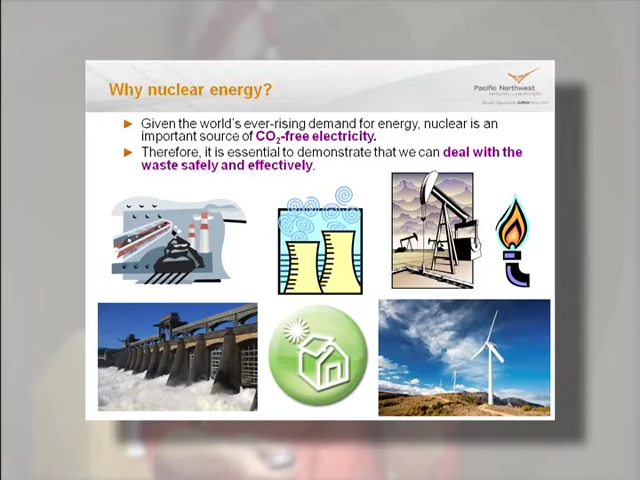 Why nuclear energy?
Pacific Northwest
NATIONAL LABORATORY
Given the world's ever-rising demand for energy, nuclear is an
important source of CO2-free electricity.
Therefore, it is essential to demonstrate that we can deal with the
waste safely and effectively.